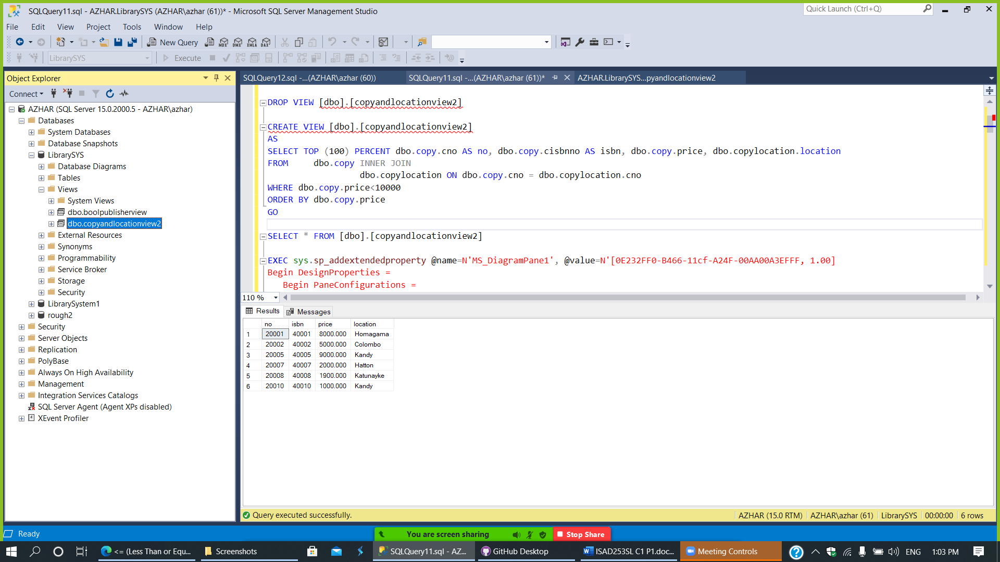 SQLQuery11.sql - AZHAR.LibrarySYS (AZHAR\azhar (61))* - Microsoft SQL Server Management Studio
Quick Launch (Ctrl+Q)
File Edit View Project Tools Window Help
New Query MDX DMX XMLA DAX
LibrarySYS Execute
Object Explorer
Connect
AZHAR (SQL Server 15.0.2000.5 - AZHAR\azhar)
Databases
System Databases
Database Snapshots
LibrarySYS
Database Diagrams
Tables
Views
System Views
dbo.boolpublisherview
dbo.copyandlocationview2
External Resources
Synonyms
Programmability
Service Broker
Storage
Security
LibrarySystem1
rough2
Security
Server Objects
Replication
PolyBase
Always On High Availability
Management
Integration Services Catalogs
SQL Server Agent (Agent XPs disabled)
XEvent Profiler
SQLQuery12.sql -...(AZHAR\azhar (60)) SQLQuery11.sql -...(AZHAR\azhar (61))* AZHAR.LibrarySYS...pyandlocationview2
DROP VIEW [dbo].[copyandlocationview2]
CREATE VIEW [dbo].[copyandlocationview2]
AS
SELECT TOP (100) PERCENT dbo.copy.cno AS no, dbo.copy.cisbnno AS isbn, dbo.copy.price, dbo.copylocation.location
FROM dbo.copy INNER JOIN
dbo.copylocation ON dbo.copy.cno = dbo.copylocation.cno
WHERE dbo.copy.price<10000
ORDER BY dbo.copy.price
GO
SELECT * FROM [dbo].[copyandlocationview2]
EXEC sys.sp_addextendedproperty @name=N'MS_DiagramPane1', @value=N'[0E232FF0-B466-11cf-A24F-00AA00A3EFFF, 1.00]
Begin DesignProperties =
Begin PaneConfigurations =
110 %
Results Messages
no isbn price location
1 20001 40001 8000.000 Homagama
2 20002 40002 5000.000 Colombo
3 20005 40005 9000.000 Kandy
4 20007 40007 2000.000 Hatton
5 20008 40008 1900.000 Katunayke
6 20010 40010 1000.000 Kandy
Query executed successfully. AZHAR (15.0 RTM) AZHAR\azhar (61) LibrarySYS 00:00:00 6 rows
Ready
You are screen sharing Stop Share
<= (Less Than or Equ... Screenshots SQLQuery11.sql - AZ... GitHub Desktop ISAD253SL C1 P1.doc... Meeting Controls ENG 1:03 PM